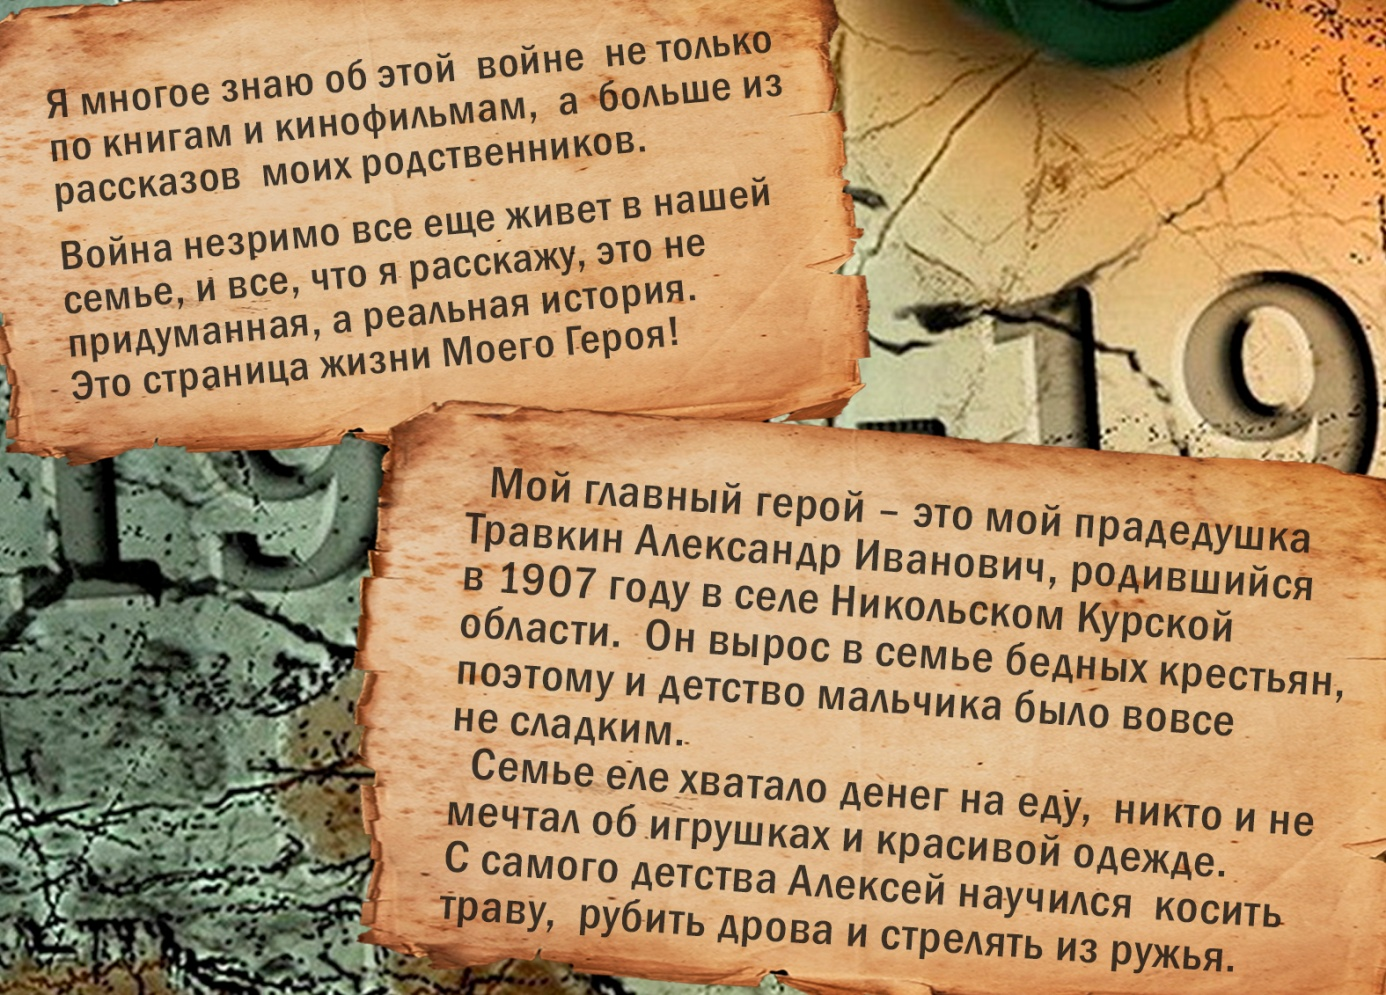 Я многое знаю об этой войне не только
по книгам и кинофильмам, а больше из
рассказов моих родственников.
Война незримо все еще живет в нашей
семье, и все, что я расскажу, это не
придуманная, а реальная история.
Это страница жизни Моего Героя!
19
19
Мой главный герой – это мой прадедушка
Травкин Александр Иванович, родившийся
в 1907 году в селе Никольском Курской
области. Он вырос в семье бедных крестьян,
поэтому и детство мальчика было вовсе
не сладким.
Семье еле хватало денег на еду, никто и не
мечтал об игрушках и красивой одежде.
С самого детства Алексей научился косить
траву, рубить дрова и стрелять из ружья.